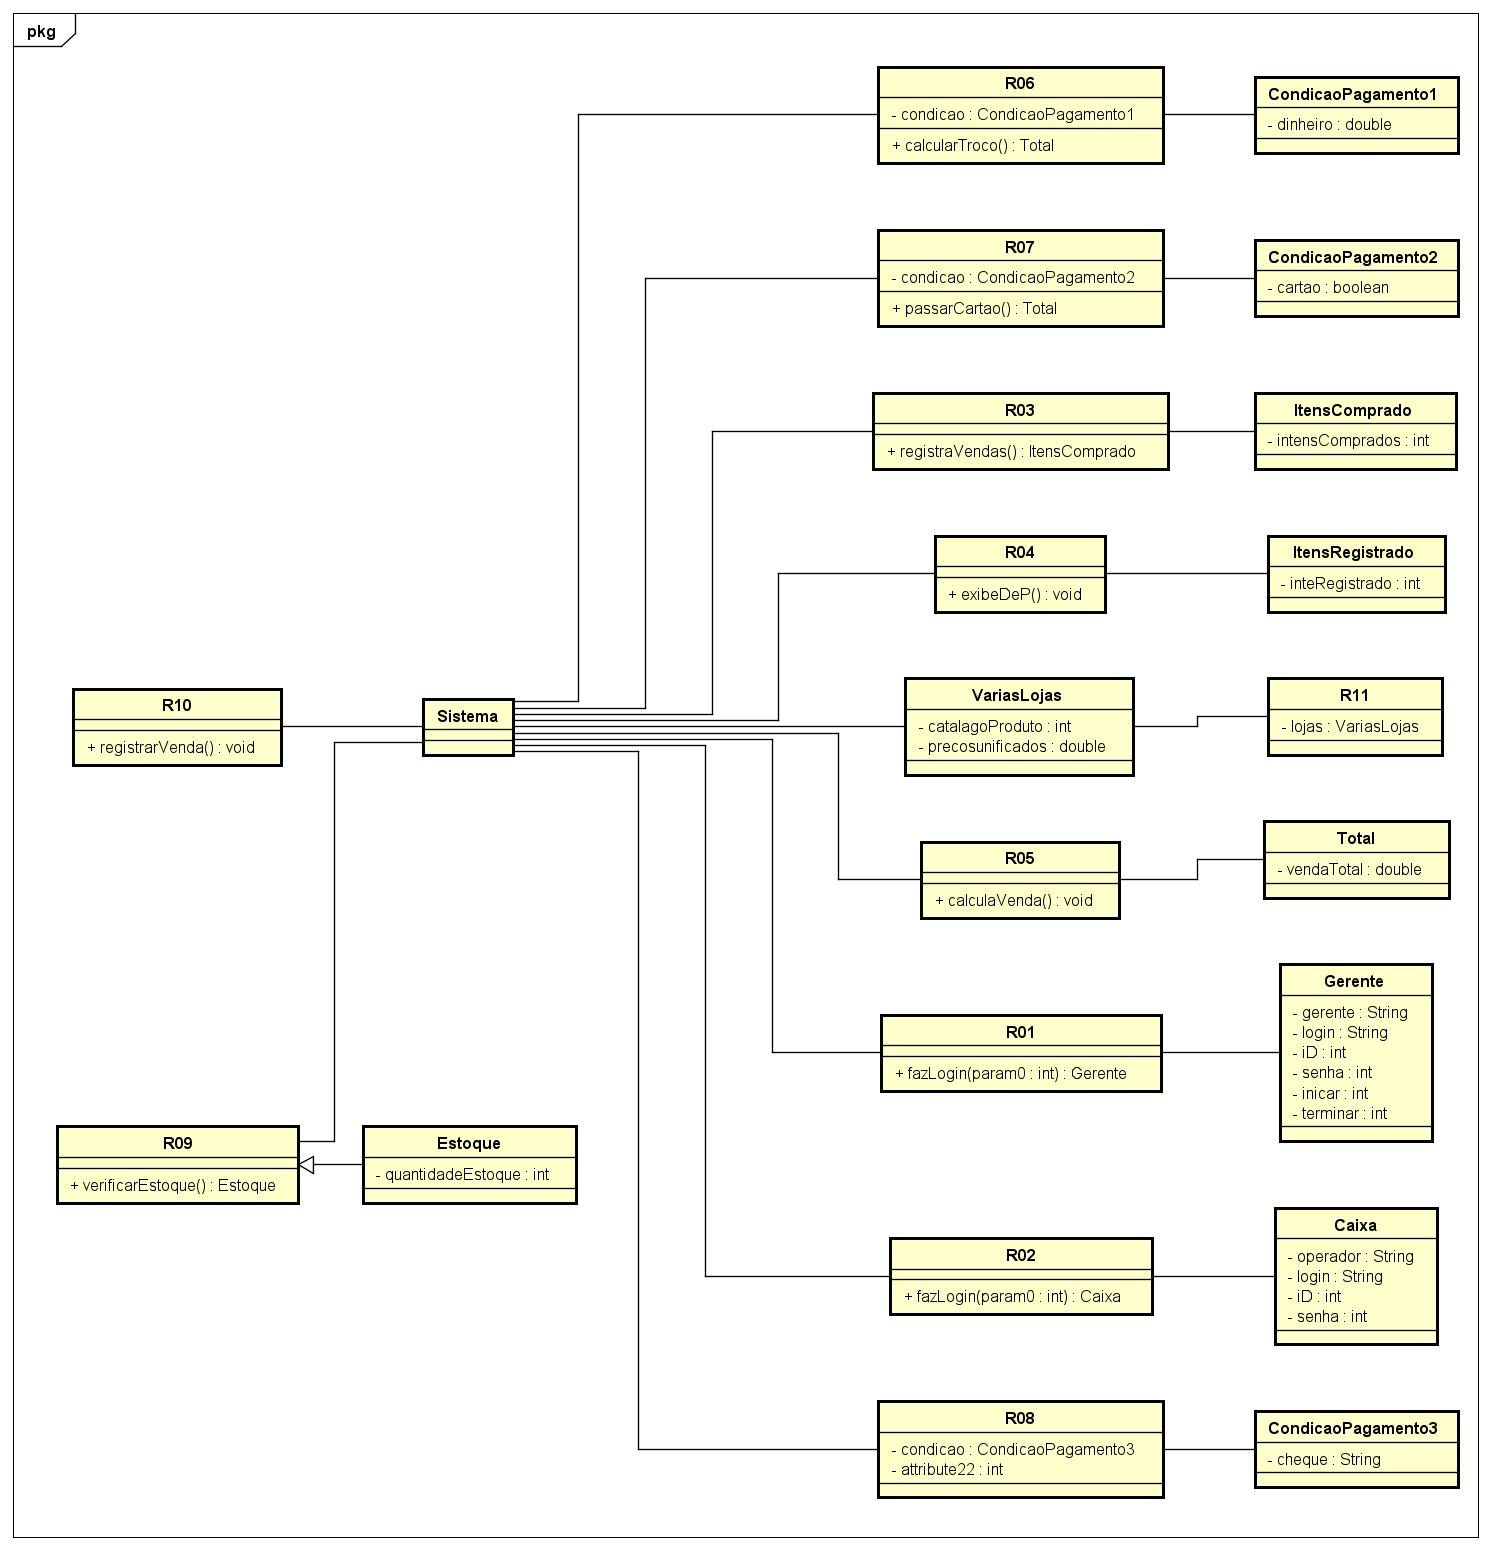 pkg
R06
- condicao : CondicaoPagamento1
+ calcularTroco() : Total
CondicaoPagamento1
- dinheiro : double
R07
- condicao : CondicaoPagamento2
+ passarCartao() : Total
CondicaoPagamento2
- cartao : boolean
R03
+ registraVendas() : ItensComprado
ItensComprado
- intensComprados : int
R04
+ exibeDeP() : void
ItensRegistrado
- inteRegistrado : int
R10
+ registrarVenda() : void
Sistema
VariasLojas
- catalagoProduto : int
- precosunificados : double
R11
- lojas : VariasLojas
R05
+ calculaVenda() : void
Total
- vendaTotal : double
R01
+ fazLogin(param0 : int) : Gerente
Gerente
- gerente : String
- login : String
- iD : int
- senha : int
- inicar : int
- terminar : int
R09
+ verificarEstoque() : Estoque
Estoque
- quantidadeEstoque : int
R02
+ fazLogin(param0 : int) : Caixa
Caixa
- operador : String
- login : String
- iD : int
- senha : int
R08
- condicao : CondicaoPagamento3
- attribute22 : int
CondicaoPagamento3
- cheque : String